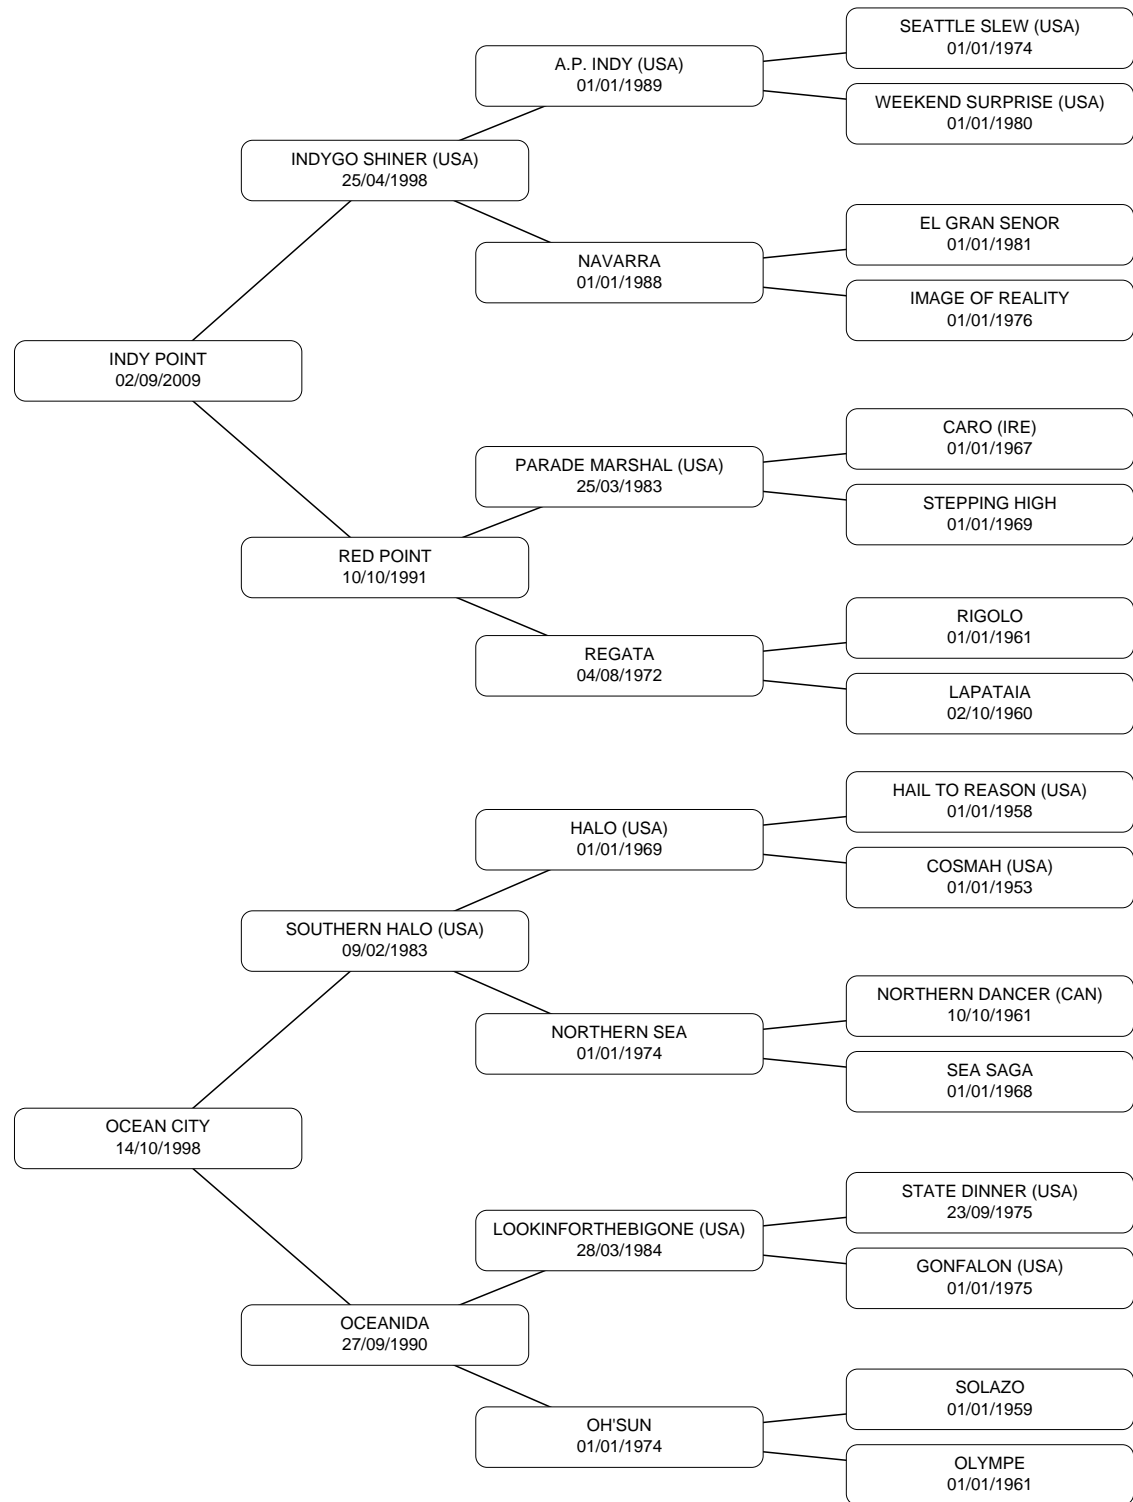 SEATTLE SLEW (USA)
01/01/1974
A.P. INDY (USA)
01/01/1989
WEEKEND SURPRISE (USA)
01/01/1980
INDYGO SHINER (USA)
25/04/1998
EL GRAN SENOR
01/01/1981
NAVARRA
01/01/1988
IMAGE OF REALITY
01/01/1976
INDY POINT
02/09/2009
CARO (IRE)
01/01/1967
PARADE MARSHAL (USA)
25/03/1983
STEPPING HIGH
01/01/1969
RED POINT
10/10/1991
RIGOLO
01/01/1961
REGATA
04/08/1972
LAPATAIA
02/10/1960
HAIL TO REASON (USA)
01/01/1958
HALO (USA)
01/01/1969
COSMAH (USA)
01/01/1953
SOUTHERN HALO (USA)
09/02/1983
NORTHERN DANCER (CAN)
10/10/1961
NORTHERN SEA
01/01/1974
SEA SAGA
01/01/1968
OCEAN CITY
14/10/1998
STATE DINNER (USA)
23/09/1975
LOOKINFORTHEBIGONE (USA)
28/03/1984
GONFALON (USA)
01/01/1975
OCEANIDA
27/09/1990
SOLAZO
01/01/1959
OH'SUN
01/01/1974
OLYMPE
01/01/1961